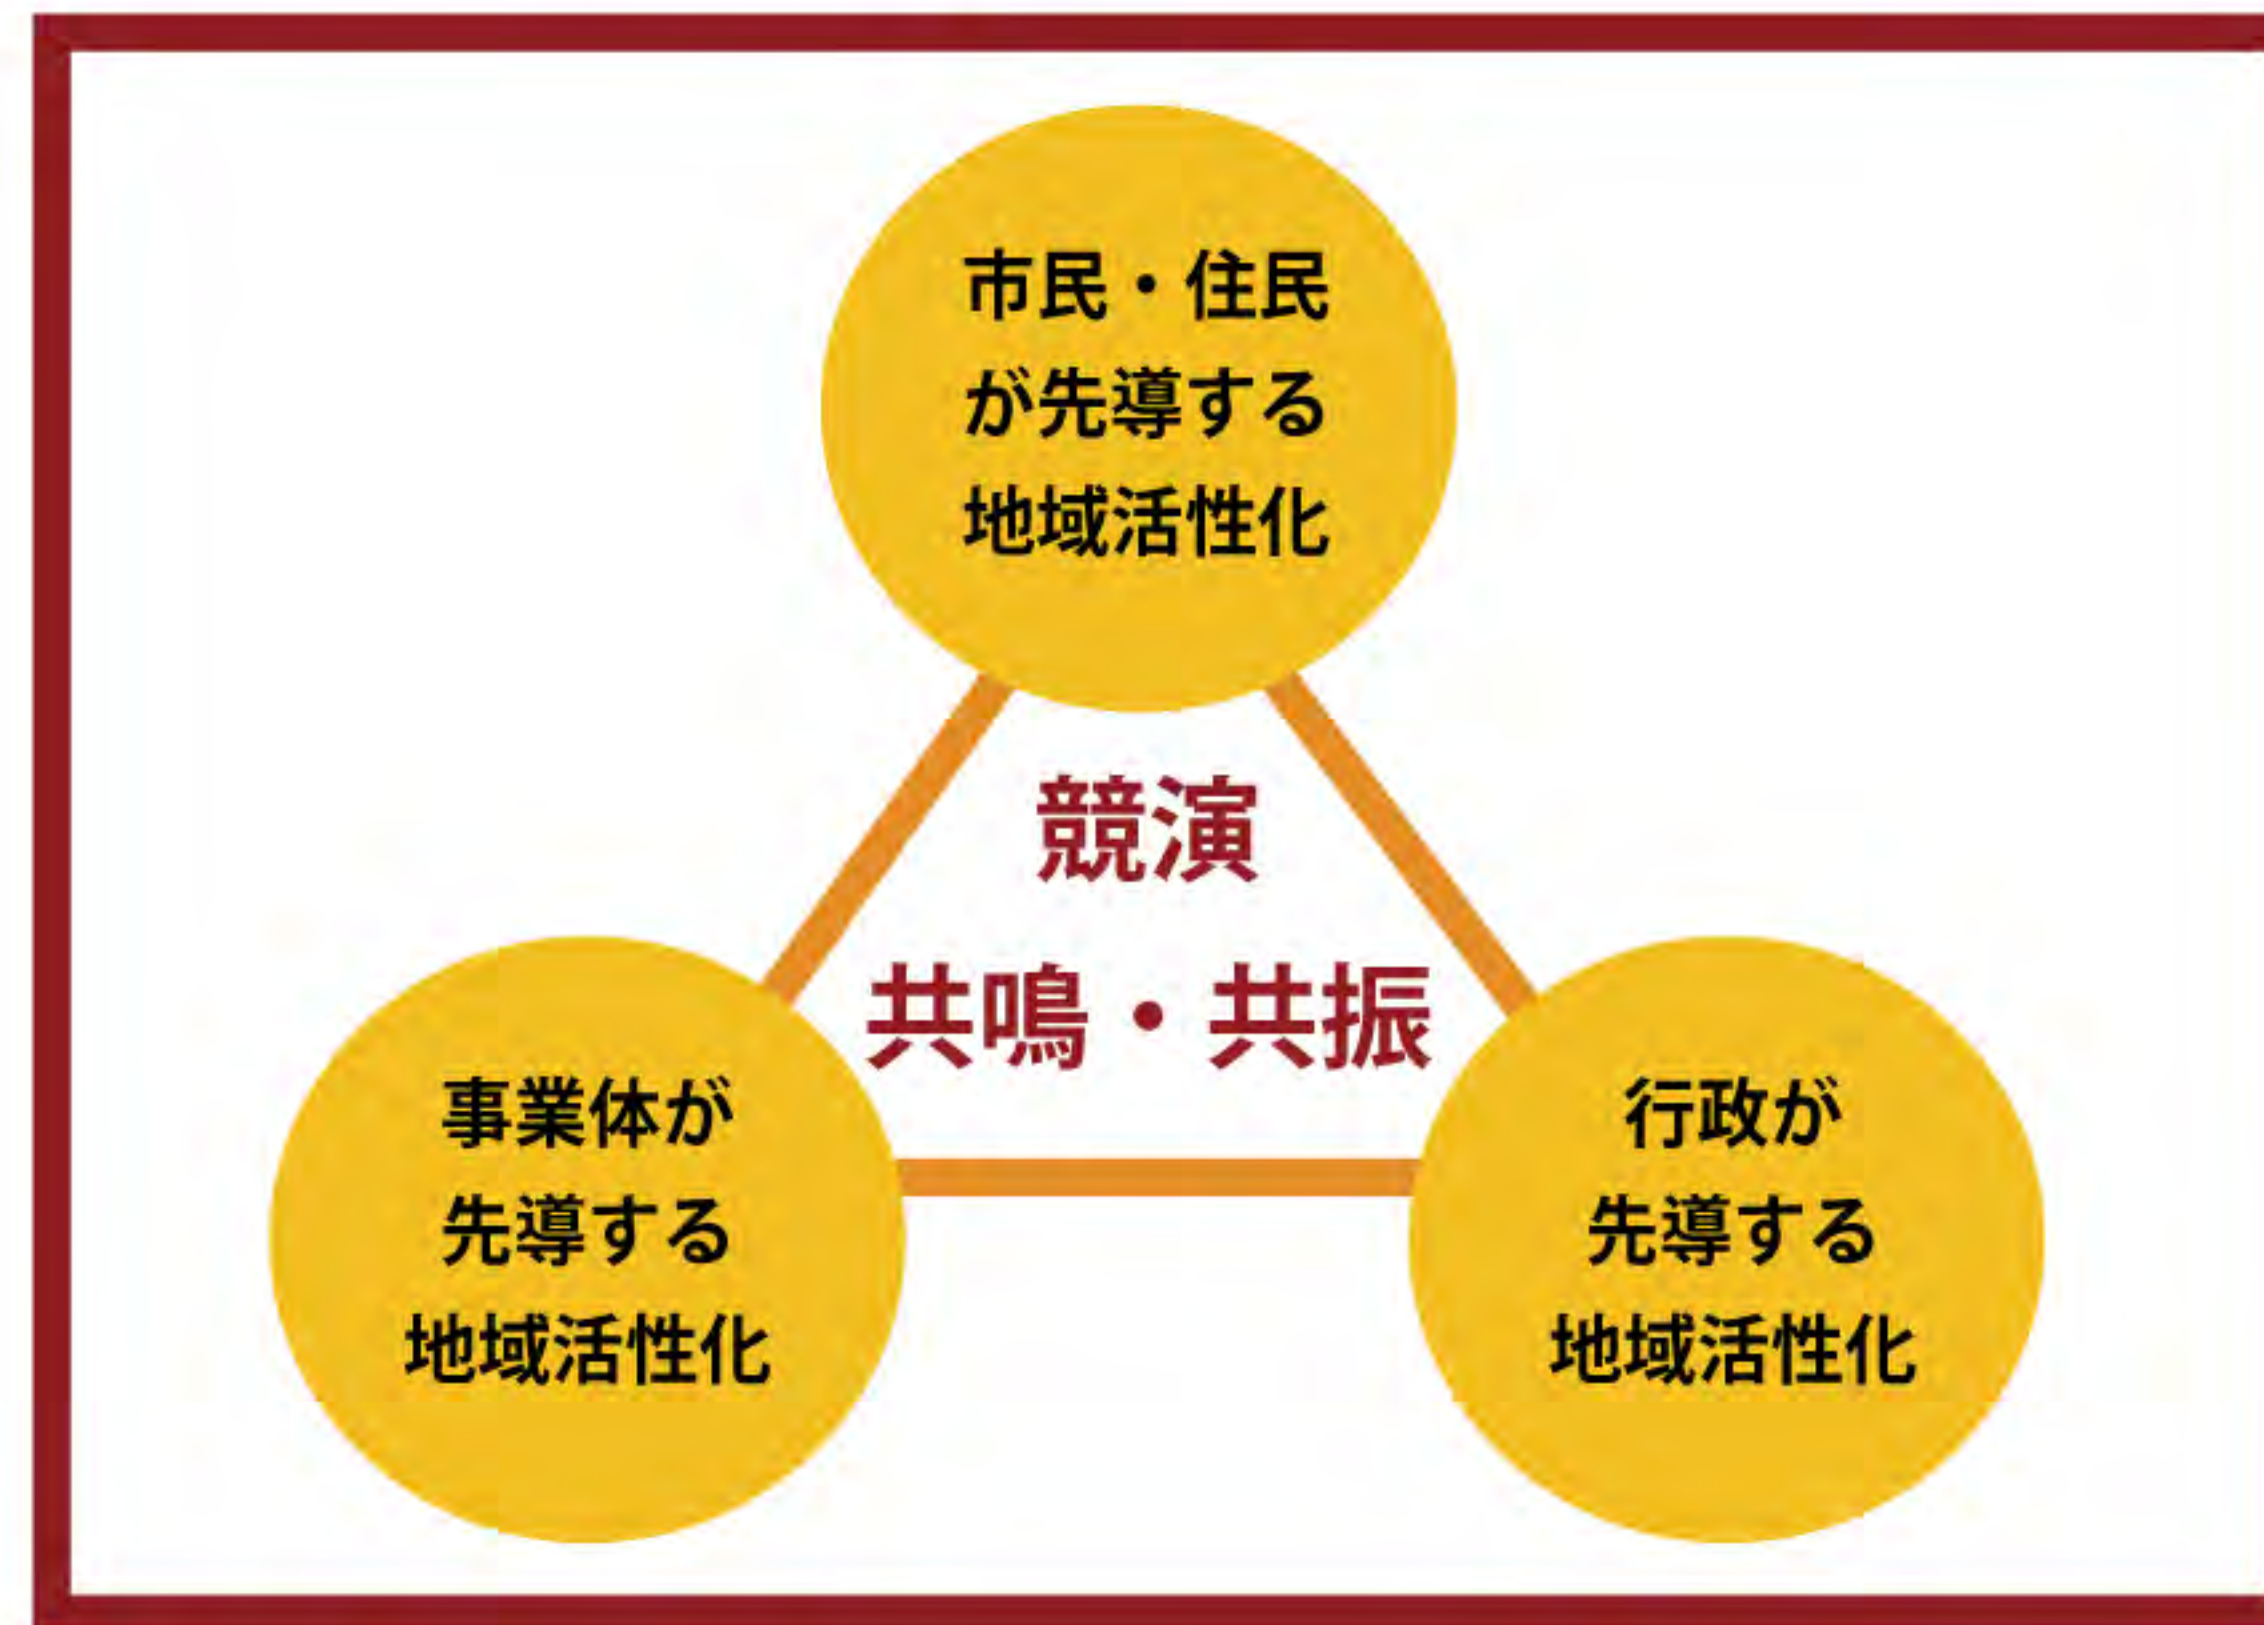 市民・住民
が先導する
地域活性化
競演
共鳴・共振
事業体が
先導する
地域活性化
行政が
先導する
地域活性化